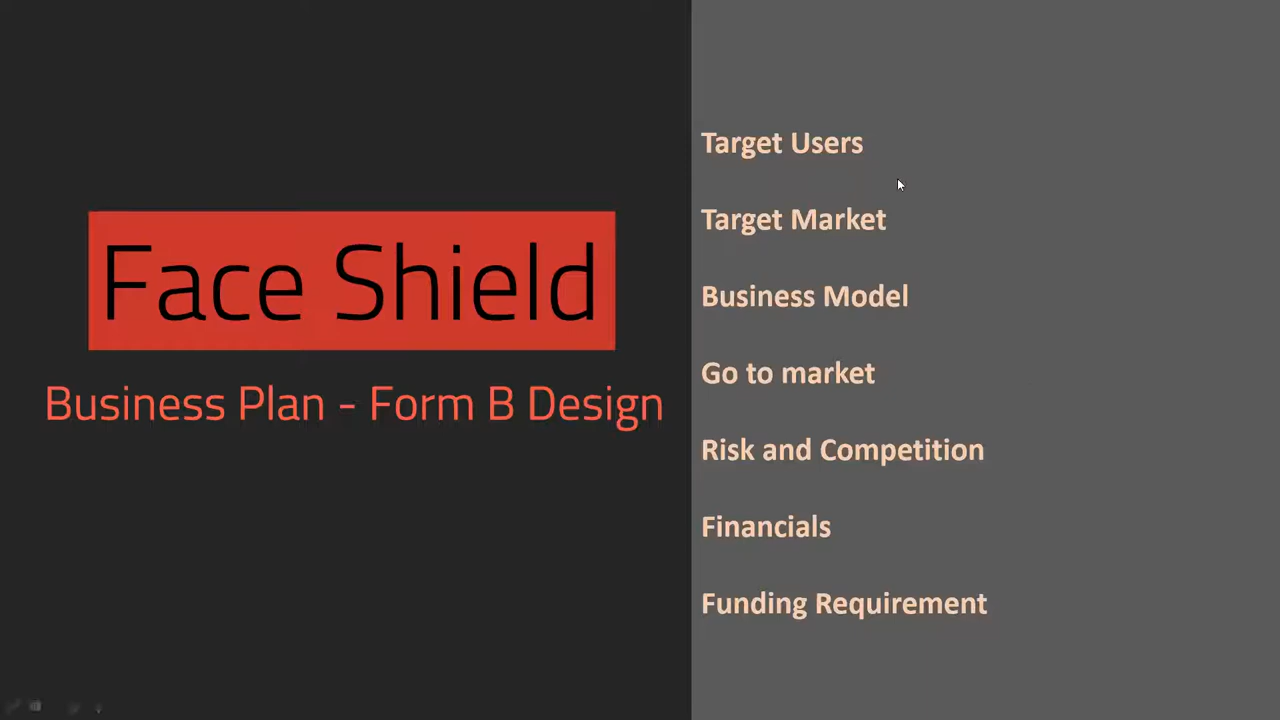 Face Shield
Business Plan - Form B Design
Target Users
Target Market
Business Model
Go to market
Risk and Competition
Financials
Funding Requirement